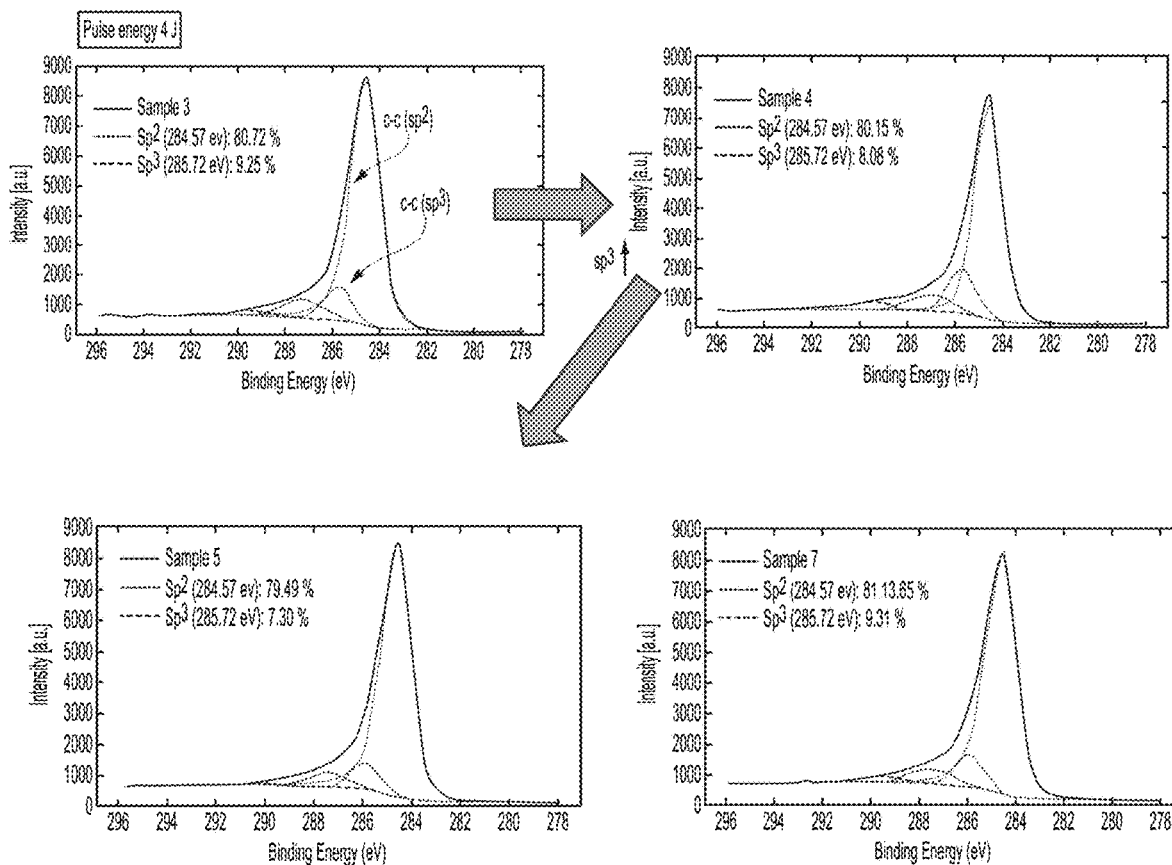 Pulse energy 4 J
Intensity [a.u.]
9000
8000
7000
6000
5000
4000
3000
2000
1000
0
Sample 3
Sp2 (284.57 ev): 80.72 %
Sp3 (285.72 eV): 9.25 %
c-c (sp2)
c-c (sp3)
296 294 292 290 288 286 284 282 280 278
Binding Energy (eV)
sp3
Intensity [a.u.]
9000
8000
7000
6000
5000
4000
3000
2000
1000
0
Sample 4
Sp2 (284.57 ev): 80.15%
Sp3 (285.72 eV): 8.08 %
296 294 292 290 288 286 284 282 280 278
Binding Energy (eV)
Intensity [a.u.]
9000
8000
7000
6000
5000
4000
3000
2000
1000
0
Sample 5
Sp2 (284.57 ev): 79.49 %
Sp3 (285.72 eV): 7.30 %
296 294 292 290 288 286 284 282 280 278
Binding Energy (eV)
Intensity [a.u.]
9000
8000
7000
6000
5000
4000
3000
2000
1000
0
Sample 7
Sp2 (284.57 ev): 81.13.85 %
Sp3 (285.72 eV): 9.31 %
296 294 292 290 288 286 284 282 280 278
Binding Energy (eV)